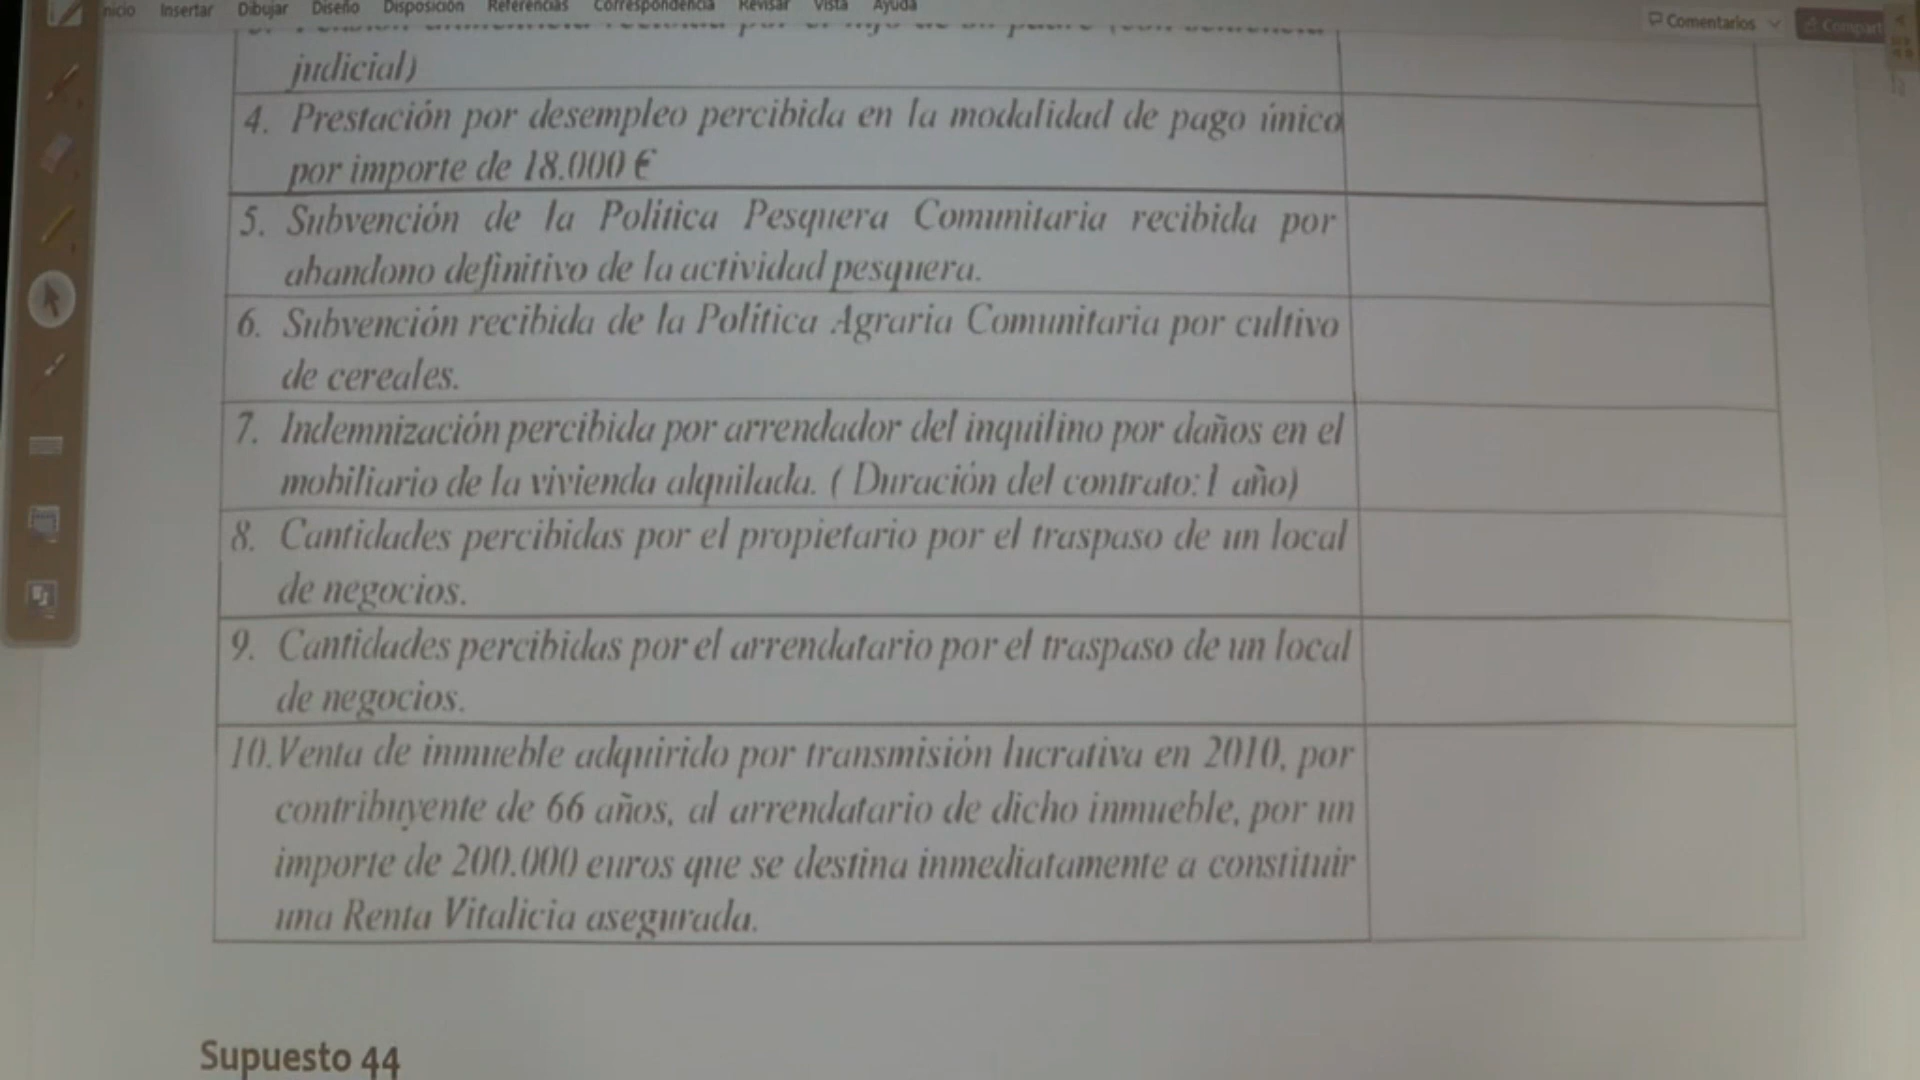 Insertar Dibujar Diseño Disposición Referencias Correspondencia Revisar Vista Ayuda
Comentarios
judicial)
4. Prestación por desempleo percibida en la modalidad de pago único
por importe de 18.000 €
5. Subvención de la Política Pesquera Comunitaria recibida por
abandono definitivo de la actividad pesquera.
6. Subvención recibida de la Política Agraria Comunitaria por cultivo
de cereales.
7. Indemnización percibida por arrendador del inquilino por daños en el
mobiliario de la vivienda alquilada. ( Duración del contrato: 1 año)
8. Cantidades percibidas por el propietario por el traspaso de un local
de negocios.
9. Cantidades percibidas por el arrendatario por el traspaso de un local
de negocios.
10. Venta de inmueble adquirido por transmisión lucrativa en 2010, por
contribuyente de 66 años, al arrendatario de dicho inmueble, por un
importe de 200.000 euros que se destina inmediatamente a constituir
una Renta Vitalicia asegurada.
Supuesto 44